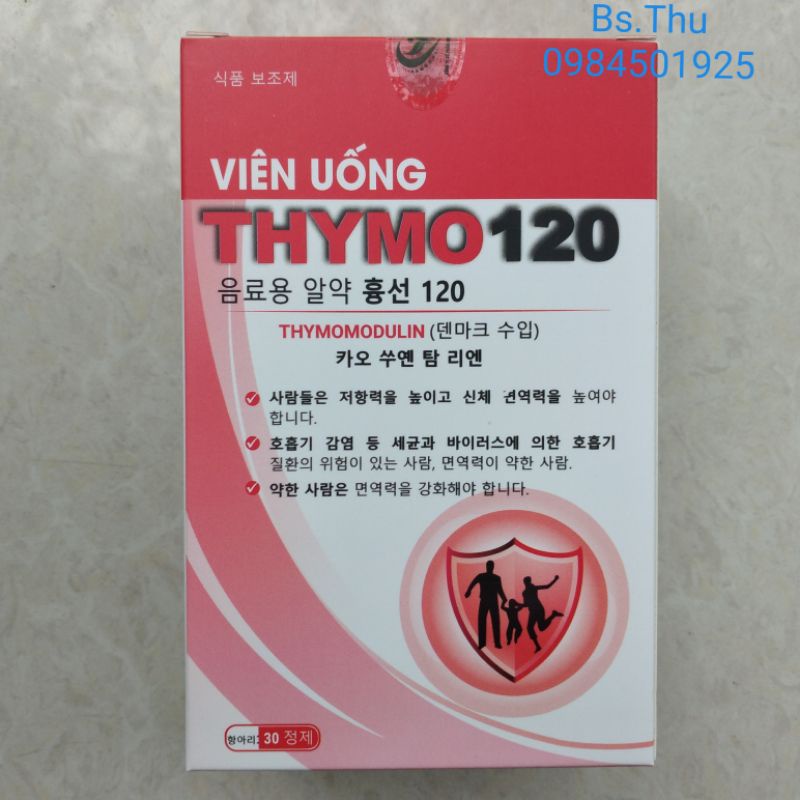 Bs.Thu
0984501925
식품 보조제
VIÊN UỐNG
THYMO120
음료용 알약 흉선 120
THYMOMODULIN (덴마크 수입)
카오 쑤옌 탐 리엔
사람들은 저항력을 높이고 신체 면역력을 높여야
합니다.
호흡기 감염 등 세균과 바이러스에 의한 호흡기
질환의 위험이 있는 사람, 면역력이 약한 사람.
약한 사람은 면역력을 강화해야 합니다.
항아리 30 정제